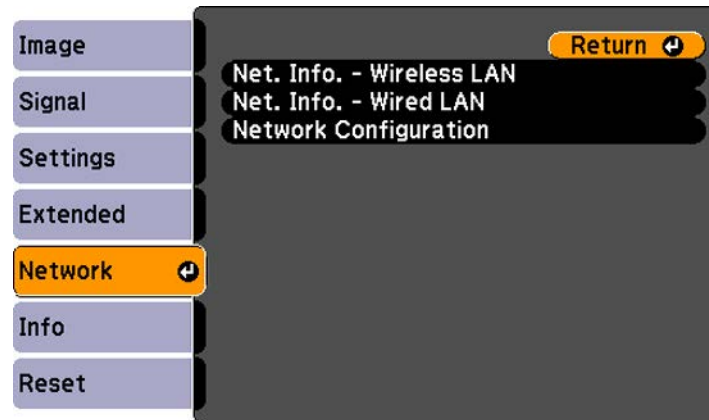 Image
Signal
Settings
Extended
Network
Info
Reset
Return
Net. Info. - Wireless LAN
Net. Info. - Wired LAN
Network Configuration